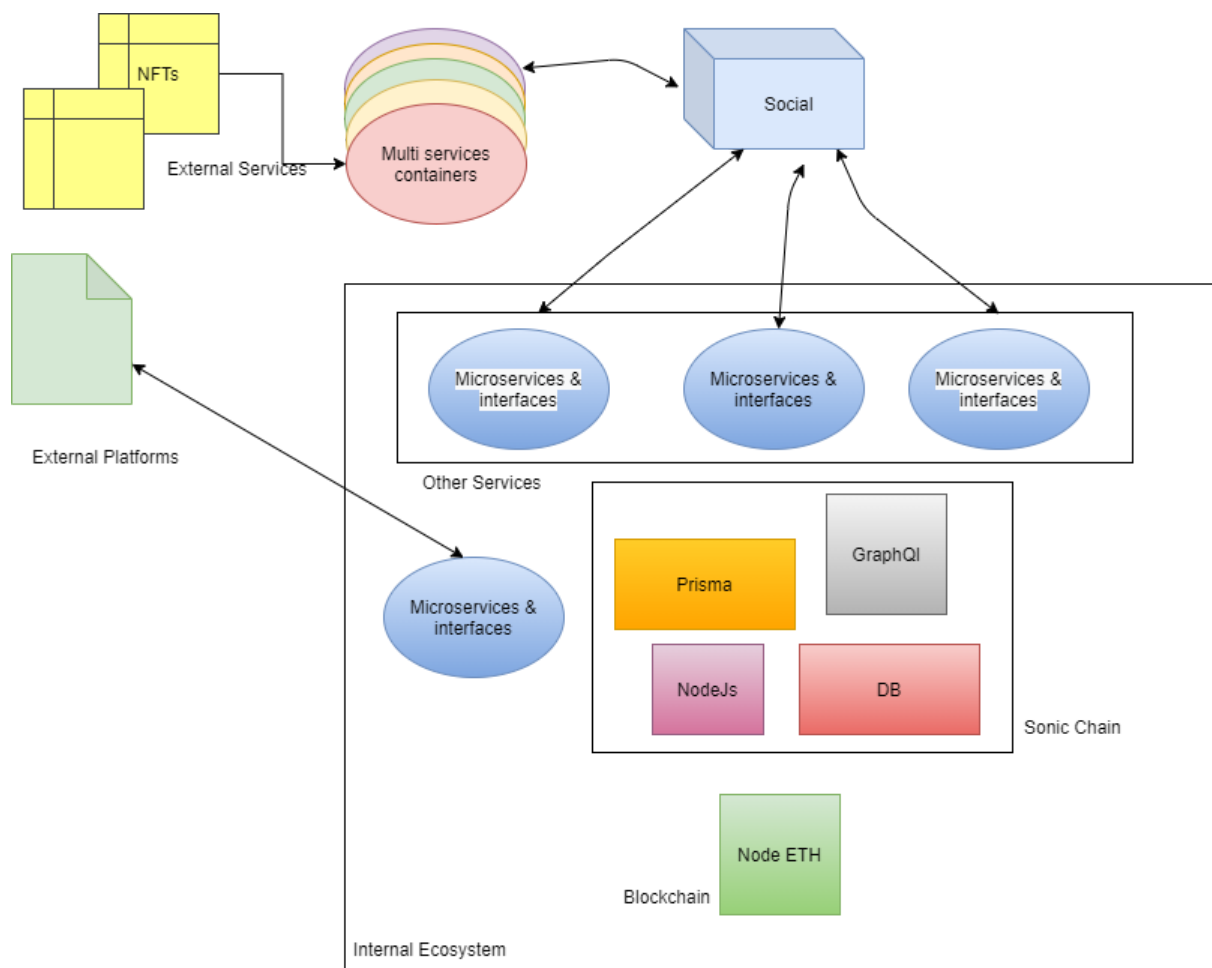 NFTs
External Services
Multi services
containers
Social
External Platforms
Microservices &
interfaces
Microservices &
interfaces
Microservices &
interfaces
Other Services
Microservices &
interfaces
Prisma
GraphQl
NodeJs
DB
Sonic Chain
Node ETH
Blockchain
Internal Ecosystem